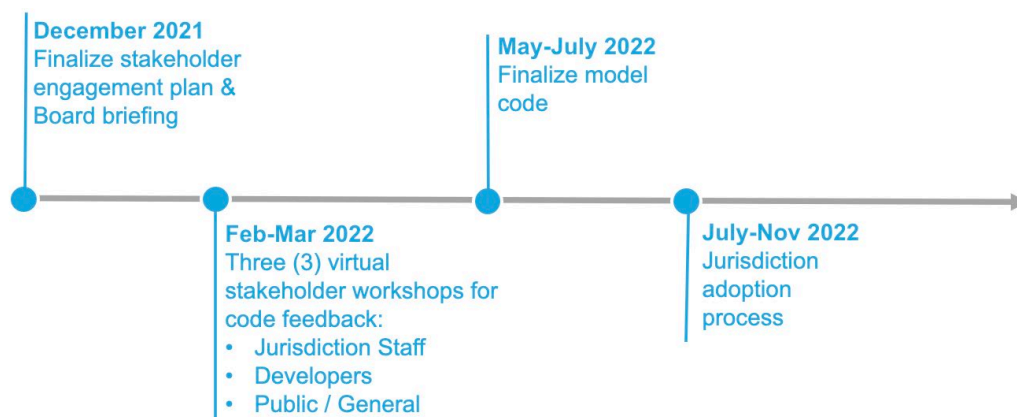 December 2021
Finalize stakeholder
engagement plan &
Board briefing
Feb-Mar 2022
Three (3) virtual
stakeholder workshops for
code feedback:
• Jurisdiction Staff
• Developers
• Public / General
May-July 2022
Finalize model
code
July-Nov 2022
Jurisdiction
adoption
process